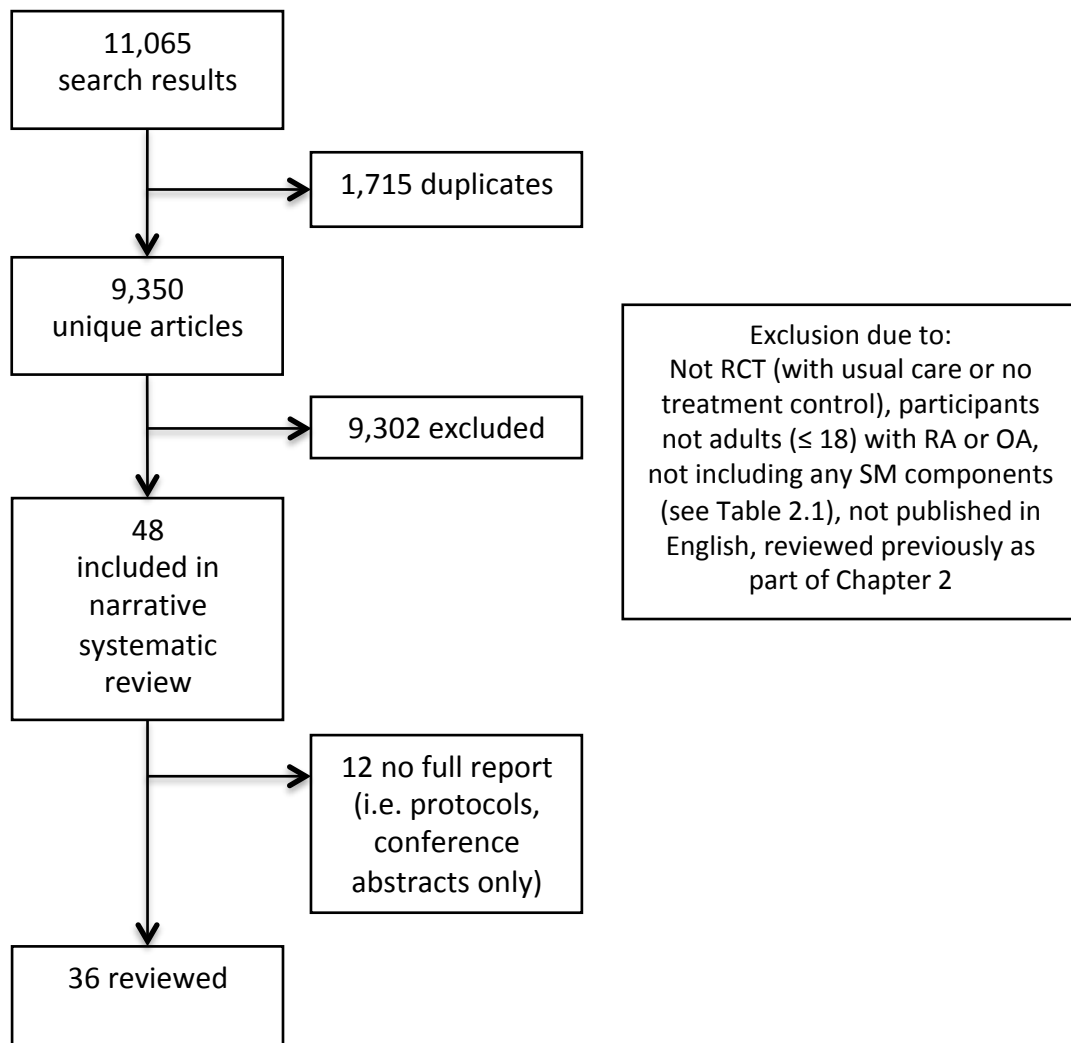 11,065
search results
1,715 duplicates
9,350
unique articles
9,302 excluded
Exclusion due to:
Not RCT (with usual care or no
treatment control), participants
not adults (≤ 18) with RA or OA,
not including any SM components
(see Table 2.1), not published in
English, reviewed previously as
part of Chapter 2
48
included in
narrative
systematic
review
12 no full report
(i.e. protocols,
conference
abstracts only)
36 reviewed